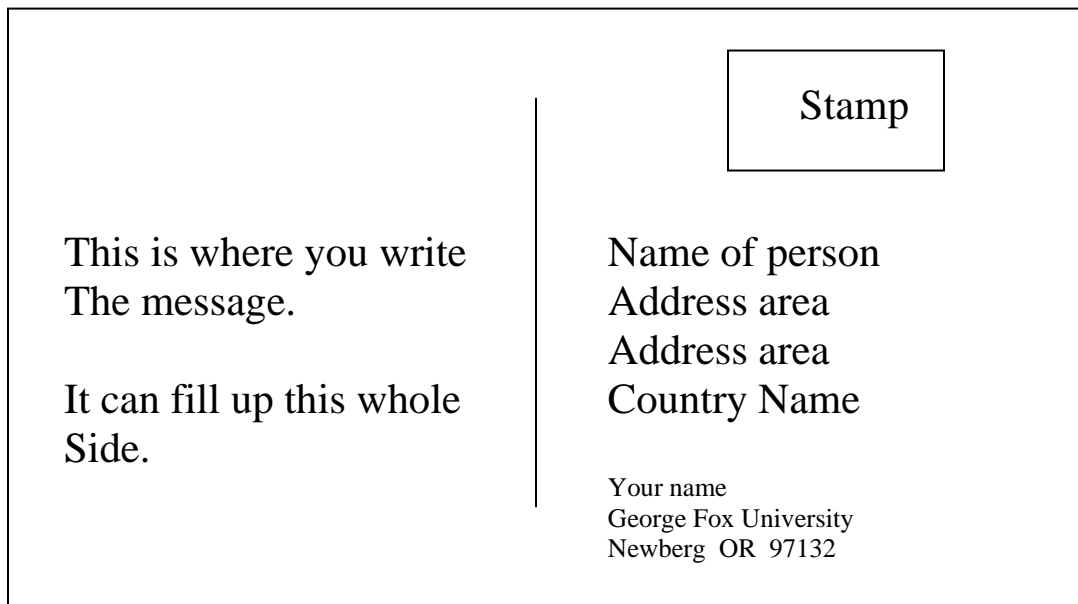 Stamp
This is where you write
The message.
It can fill up this whole
Side.
Name of person
Address area
Address area
Country Name
Your name
George Fox University
Newberg  OR  97132